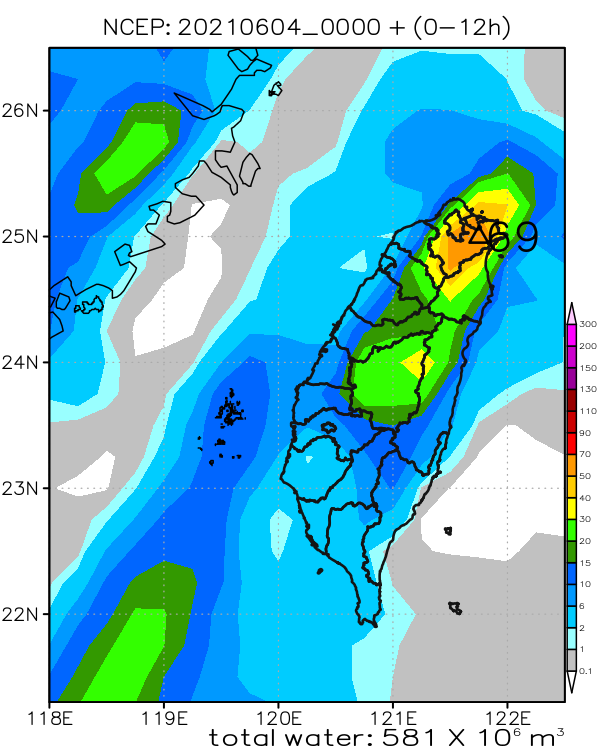 NCEP: 20210604_0000 + (0-12h)
26N
25N
24N
23N
22N
69
300
200
150
130
110
90
70
50
40
30
20
15
10
6
2
1
0.1
118E 119E 120E 121E 122E
total water: 581 X 10⁶ m³